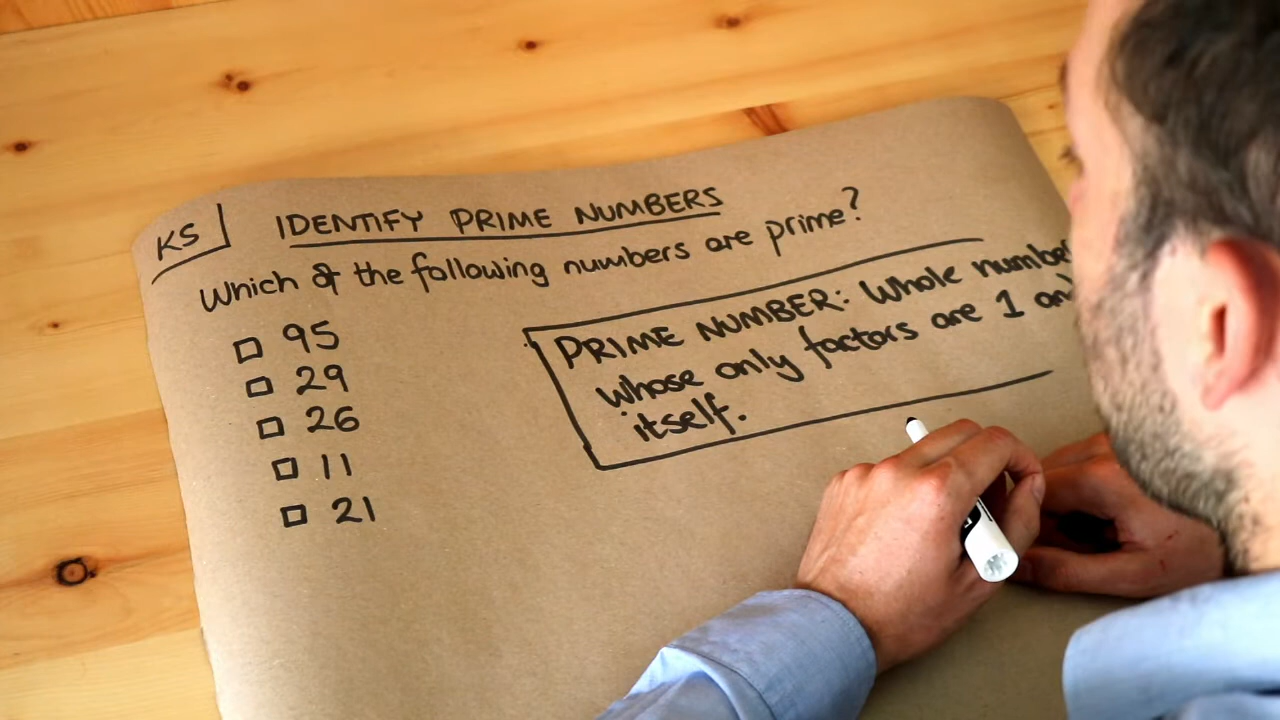 K5
IDENTIFY PRIME NUMBERS
Which of the following numbers are prime?
95
29
26
11
21
PRIME NUMBER: Whole
whose only factors are 1
itself.